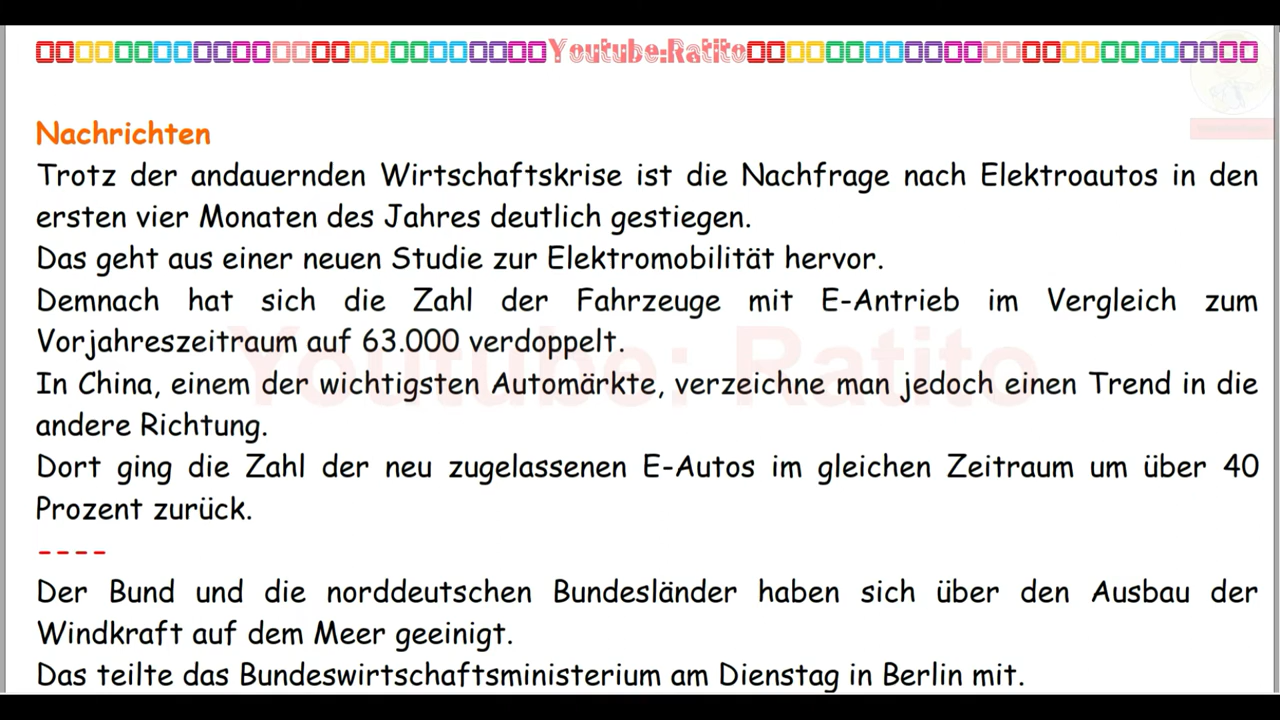 Youtube:Ratito
Nachrichten
Trotz der andauernden Wirtschaftskrise ist die Nachfrage nach Elektroautos in den
ersten vier Monaten des Jahres deutlich gestiegen.
Das geht aus einer neuen Studie zur Elektromobilität hervor.
Demnach hat sich die Zahl der Fahrzeuge mit E-Antrieb im Vergleich zum
Vorjahreszeitraum auf 63.000 verdoppelt.
Youtube: Ratito
In China, einem der wichtigsten Automärkte, verzeichne man jedoch einen Trend in die
andere Richtung.
Dort ging die Zahl der neu zugelassenen E-Autos im gleichen Zeitraum um über 40
Prozent zurück.
----
Der Bund und die norddeutschen Bundesländer haben sich über den Ausbau der
Windkraft auf dem Meer geeinigt.
Das teilte das Bundeswirtschaftsministerium am Dienstag in Berlin mit.